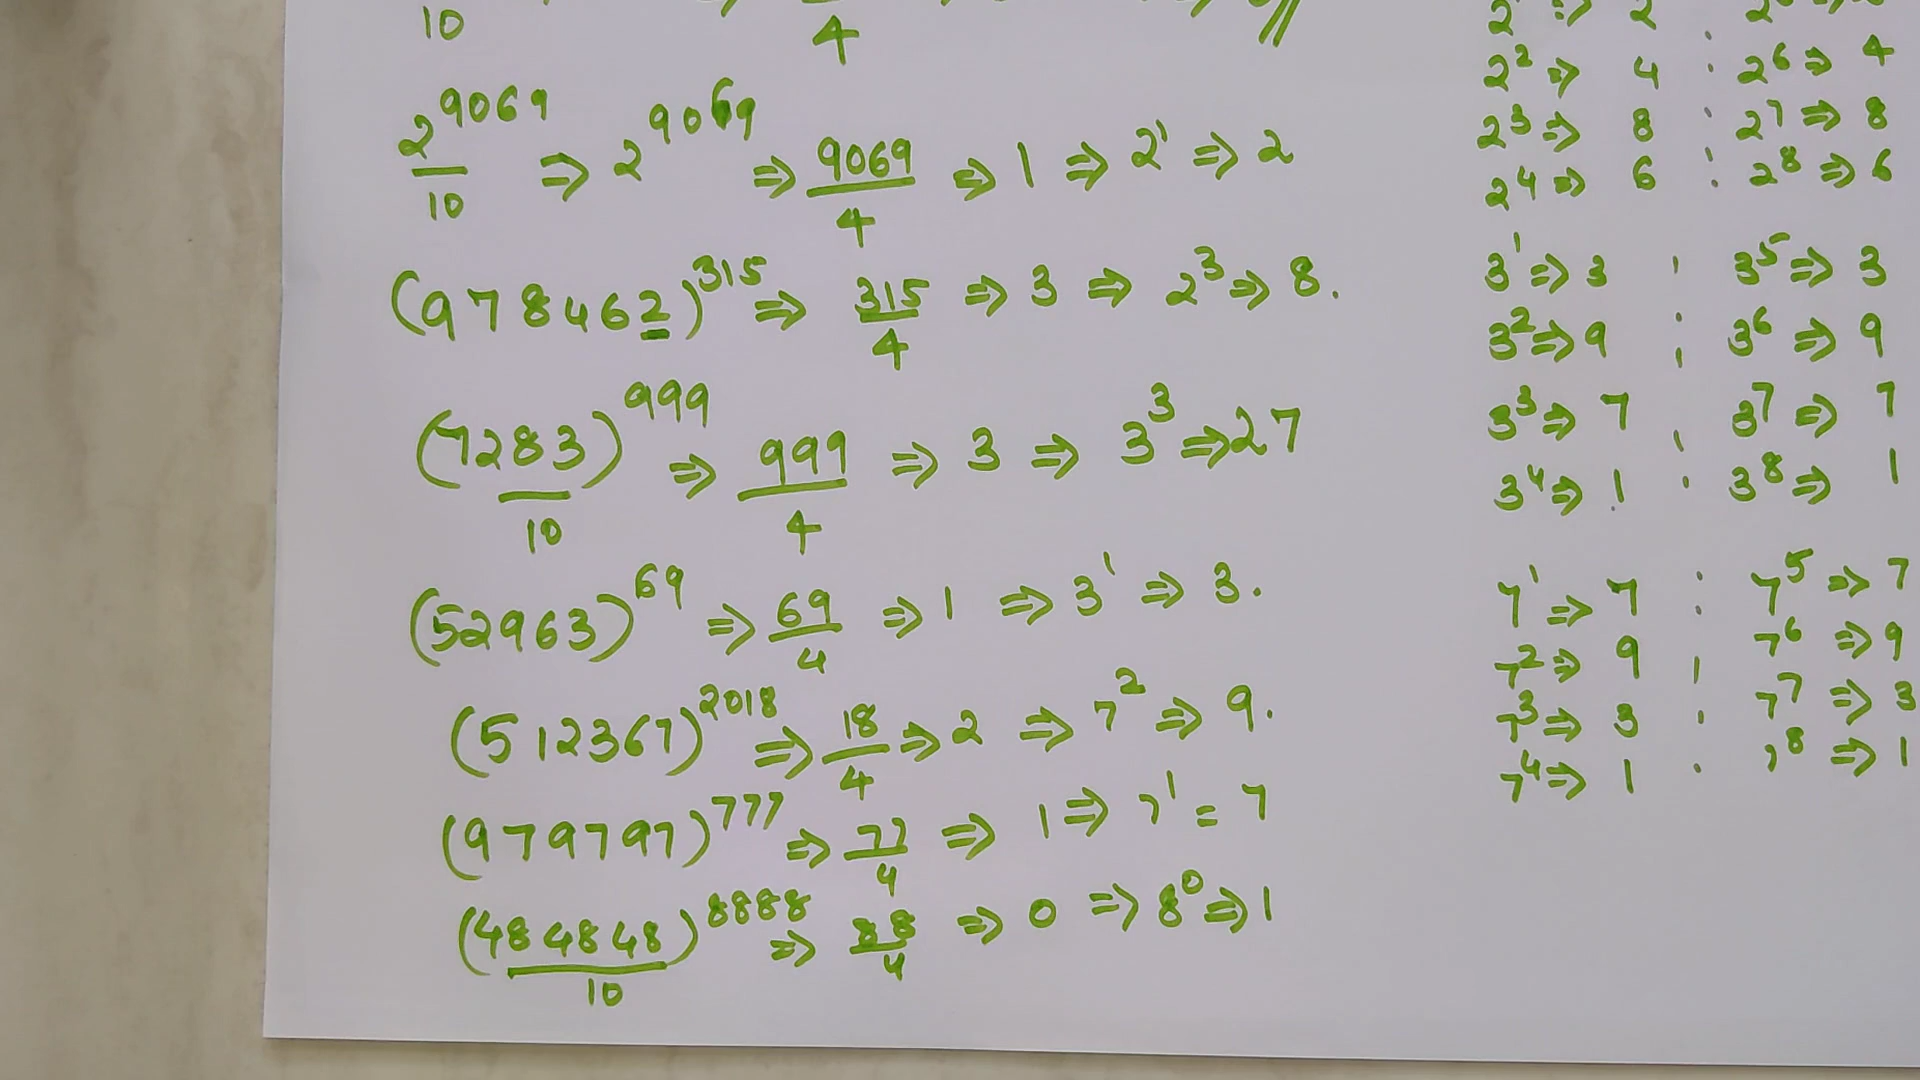 10 4
2^9069/10 ⇒ 2^9069 ⇒ 9069/4 ⇒ 1 ⇒ 2^1 ⇒ 2
(978462)^315 ⇒ 315/4 ⇒ 3 ⇒ 2^3 ⇒ 8.
(7283)^999/10 ⇒ 999/4 ⇒ 3 ⇒ 3^3 ⇒ 27
(52963)^69 ⇒ 69/4 ⇒ 1 ⇒ 3^1 ⇒ 3.
(512367)^2018 ⇒ 18/4 ⇒ 2 ⇒ 7^2 ⇒ 9.
(979797)^777 ⇒ 77/4 ⇒ 1 ⇒ 7^1 = 7
(484848)^8888/10 ⇒ 88/4 ⇒ 0 ⇒ 8^0 ⇒ 1
2^2 ⇒ 4 : 2^6 ⇒ 4
2^3 ⇒ 8 : 2^7 ⇒ 8
2^4 ⇒ 6 : 2^8 ⇒ 6
3^1 ⇒ 3 : 3^5 ⇒ 3
3^2 ⇒ 9 : 3^6 ⇒ 9
3^3 ⇒ 7 : 3^7 ⇒ 7
3^4 ⇒ 1 : 3^8 ⇒ 1
7^1 ⇒ 7 : 7^5 ⇒ 7
7^2 ⇒ 9 : 7^6 ⇒ 9
7^3 ⇒ 3 : 7^7 ⇒ 3
7^4 ⇒ 1 : 7^8 ⇒ 1